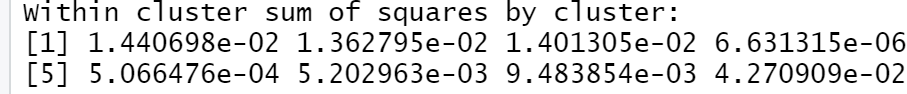 Within cluster sum of squares by cluster:
[1] 1.440698e-02 1.362795e-02 1.401305e-02 6.631315e-06
[5] 5.066476e-04 5.202963e-03 9.483854e-03 4.270909e-02